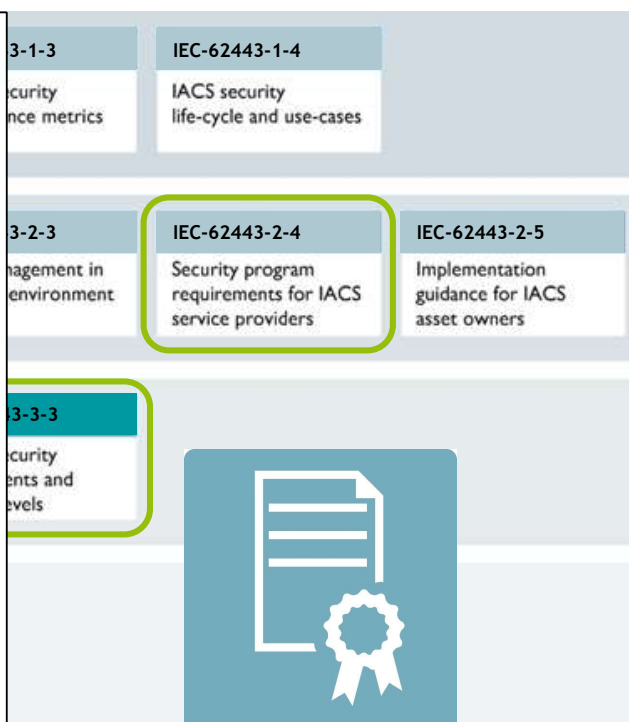 3-1-3
IEC-62443-1-4
curity
nce metrics
IACS security
life-cycle and use-cases
3-2-3
IEC-62443-2-4
IEC-62443-2-5
nagement in
environment
Security program
requirements for IACS
service providers
Implementation
guidance for IACS
asset owners
43-3-3
curity
ents and
evels